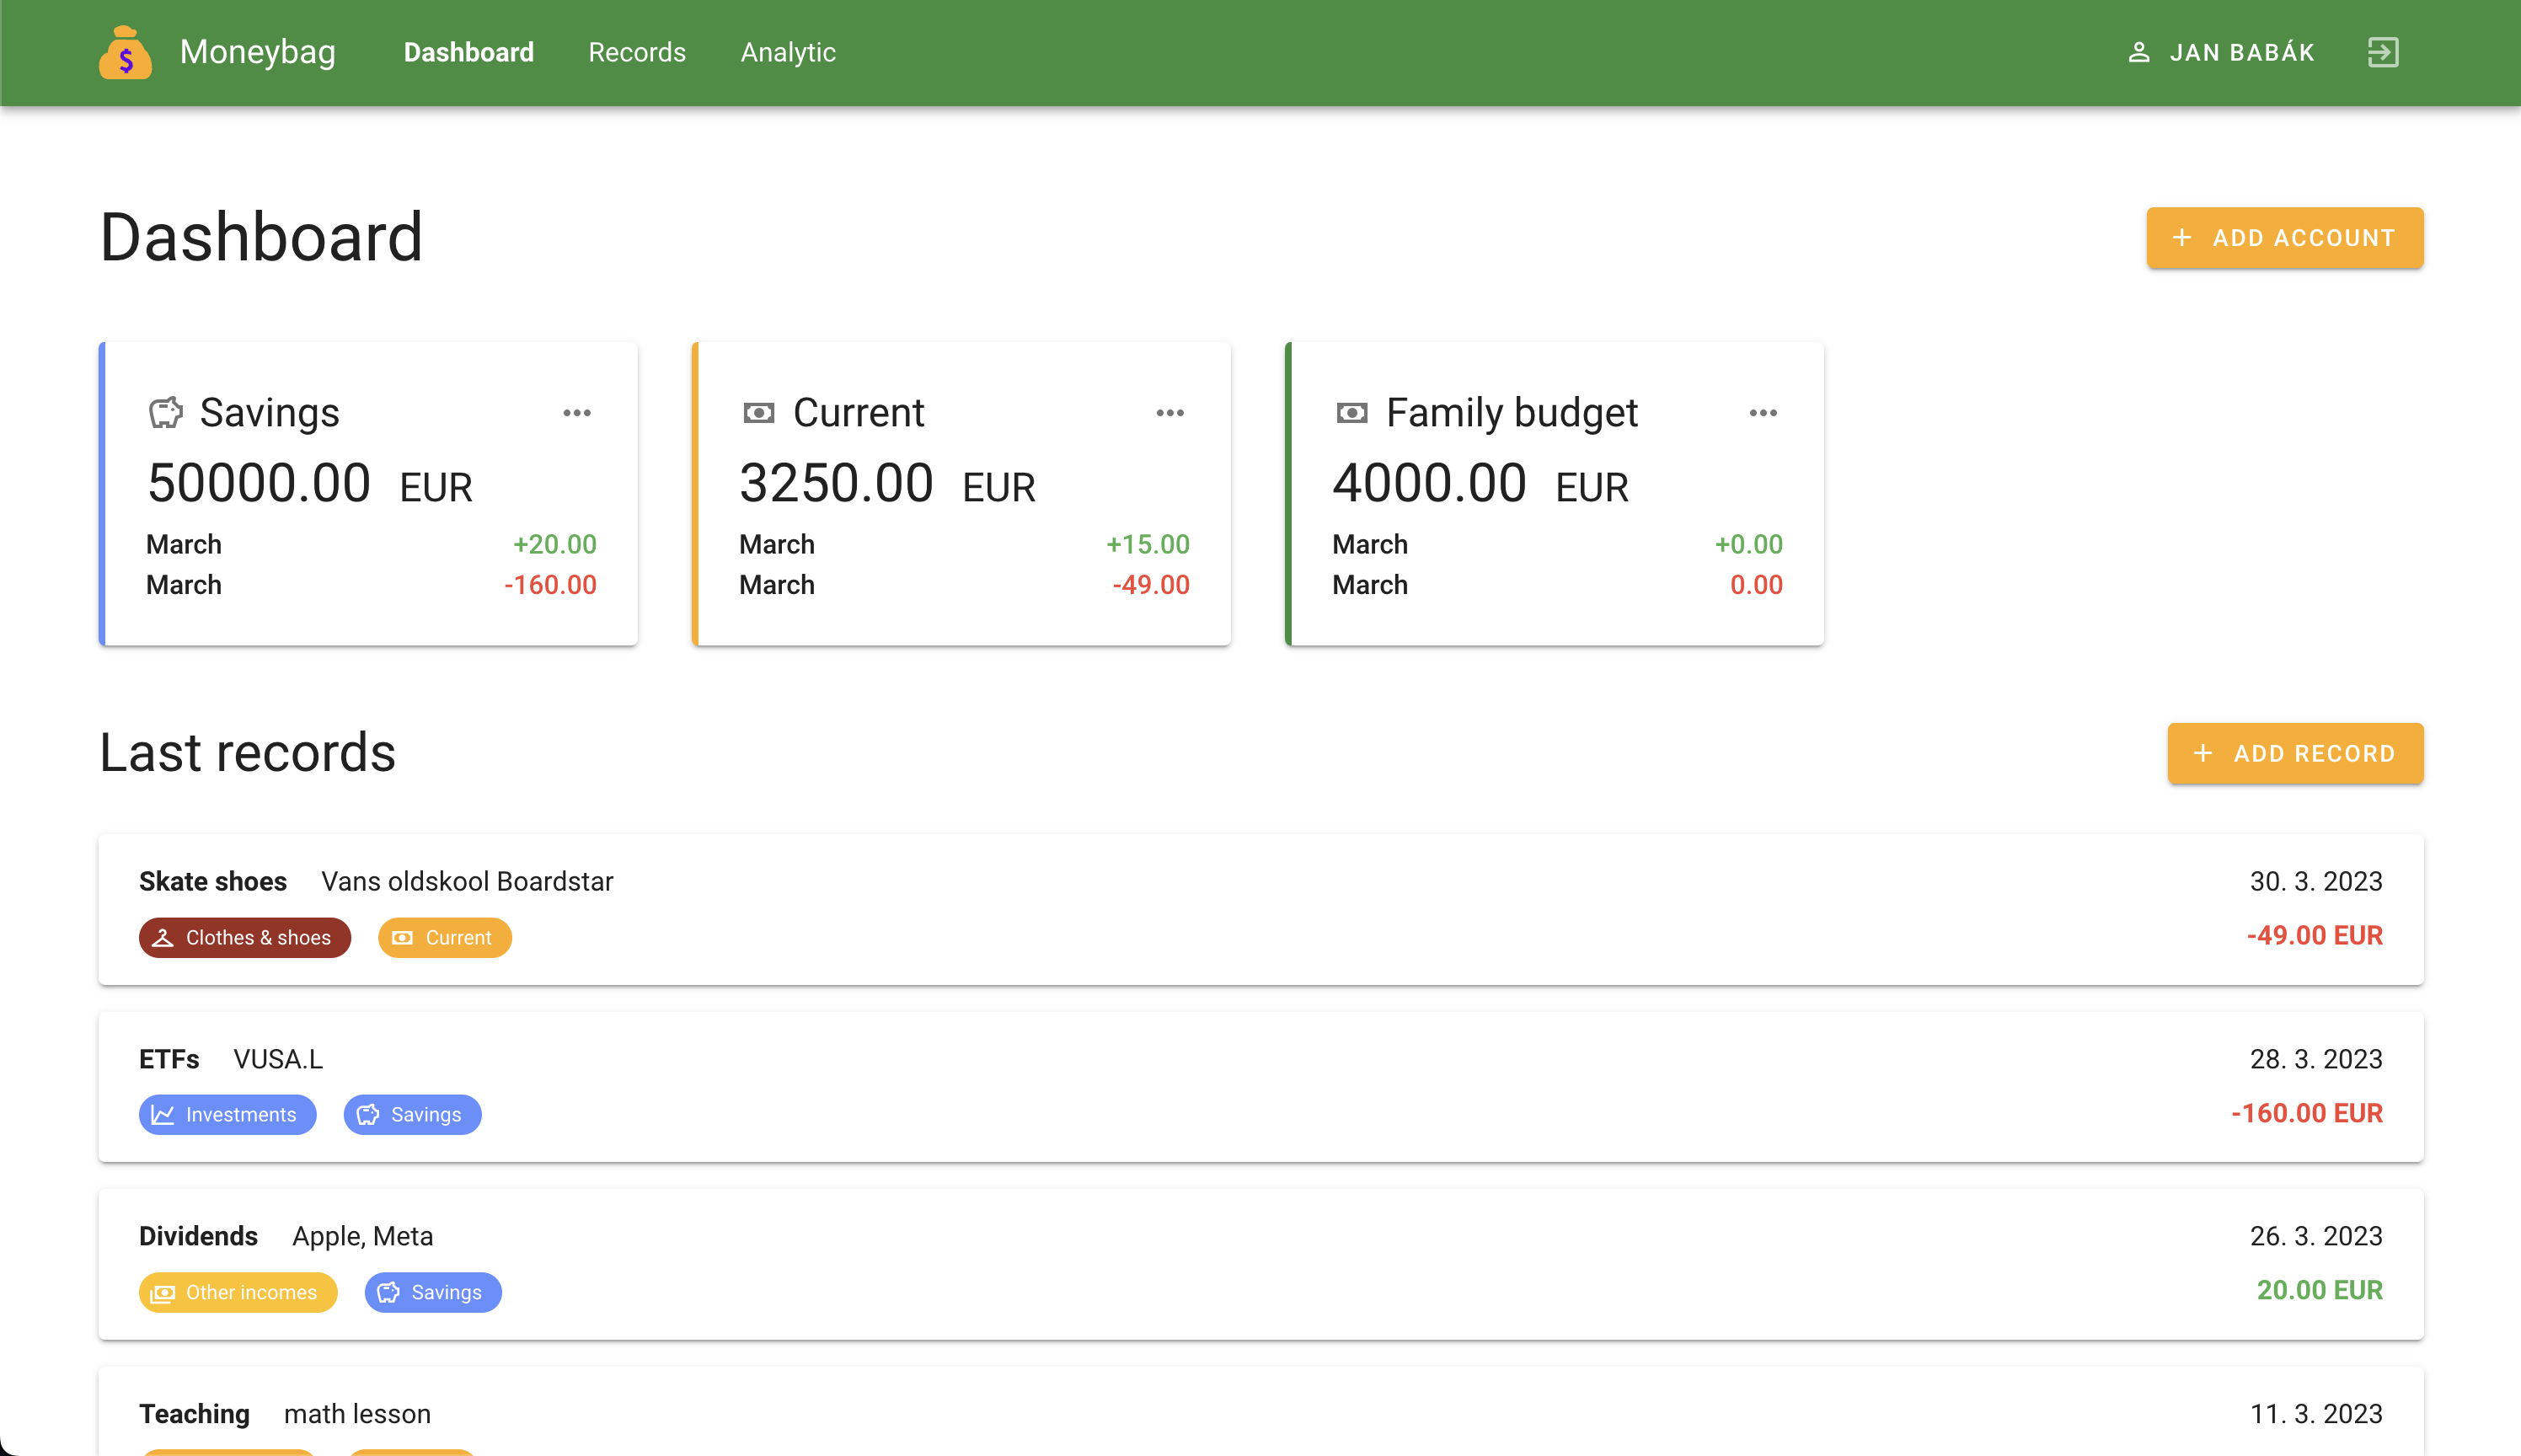 $ Moneybag Dashboard Records Analytic JAN BABÁK
Dashboard + ADD ACCOUNT
Savings
50000.00 EUR
March +20.00
March -160.00
Current
3250.00 EUR
March +15.00
March -49.00
Family budget
4000.00 EUR
March +0.00
March 0.00
Last records + ADD RECORD
Skate shoes Vans oldskool Boardstar 30. 3. 2023
Clothes & shoes Current -49.00 EUR
ETFs VUSA.L 28. 3. 2023
Investments Savings -160.00 EUR
Dividends Apple, Meta 26. 3. 2023
Other incomes Savings 20.00 EUR
Teaching math lesson 11. 3. 2023